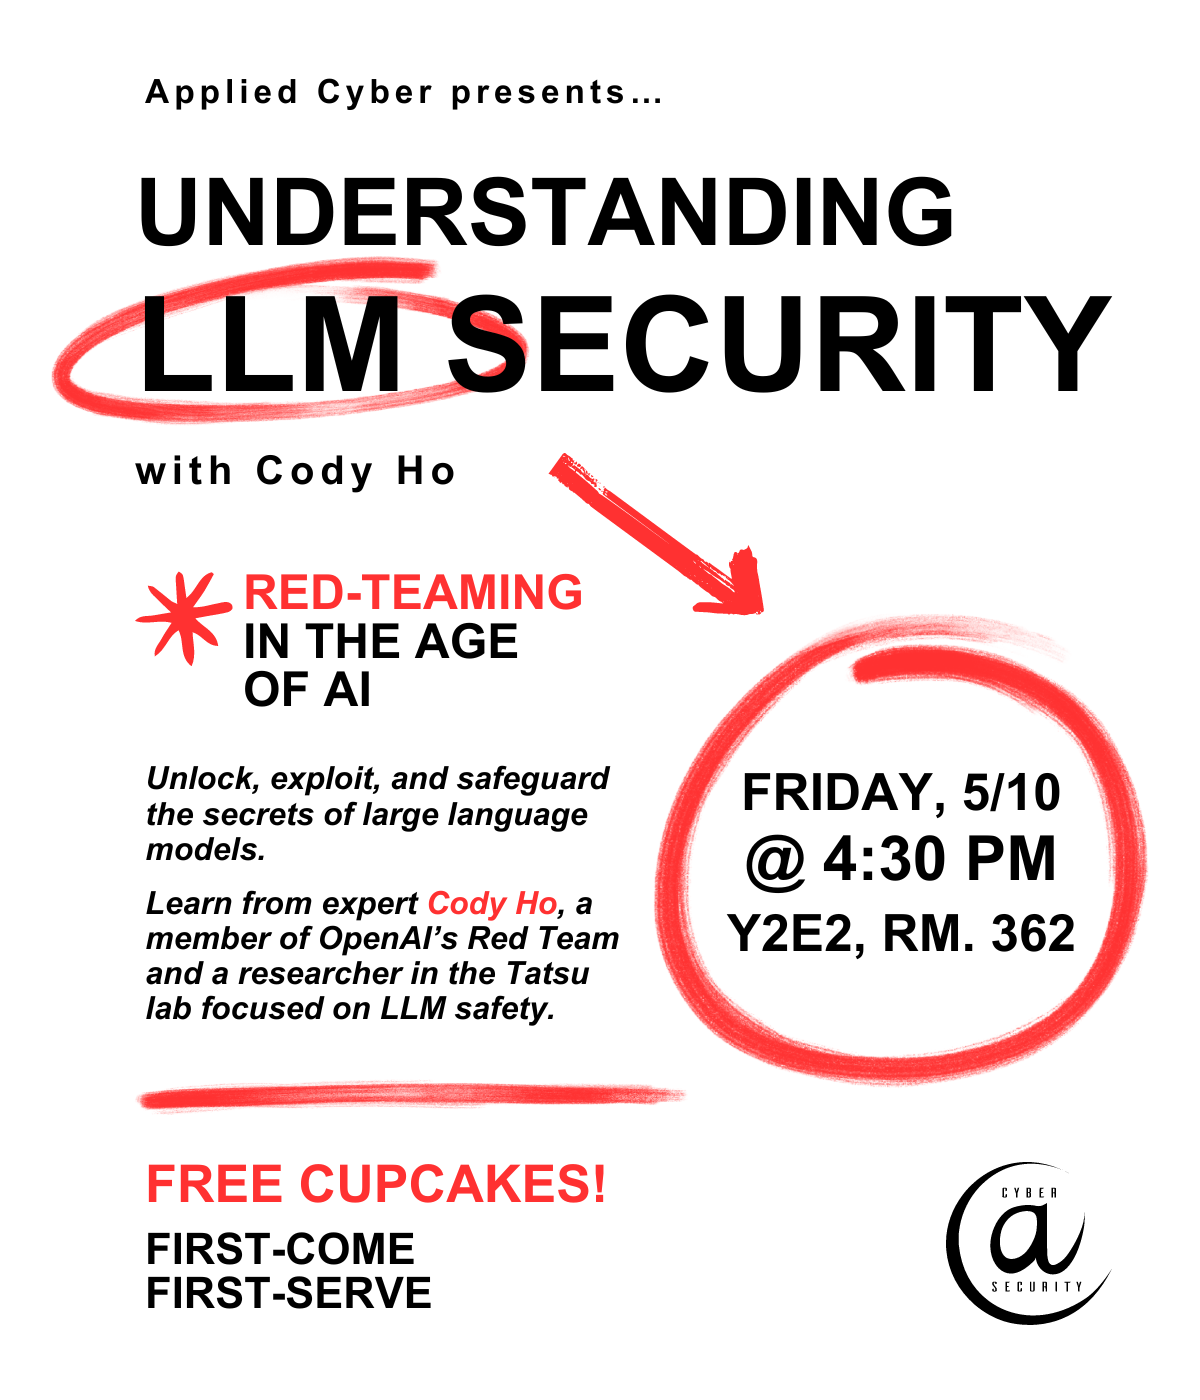 Applied Cyber presents...
UNDERSTANDING
LLM SECURITY
with Cody Ho
RED-TEAMING
IN THE AGE
OF AI
Unlock, exploit, and safeguard
the secrets of large language
models.
Learn from expert Cody Ho, a
member of OpenAI’s Red Team
and a researcher in the Tatsu
lab focused on LLM safety.
FRIDAY, 5/10
@ 4:30 PM
Y2E2, RM. 362
FREE CUPCAKES!
FIRST-COME
FIRST-SERVE
CYBER
a
SECURITY